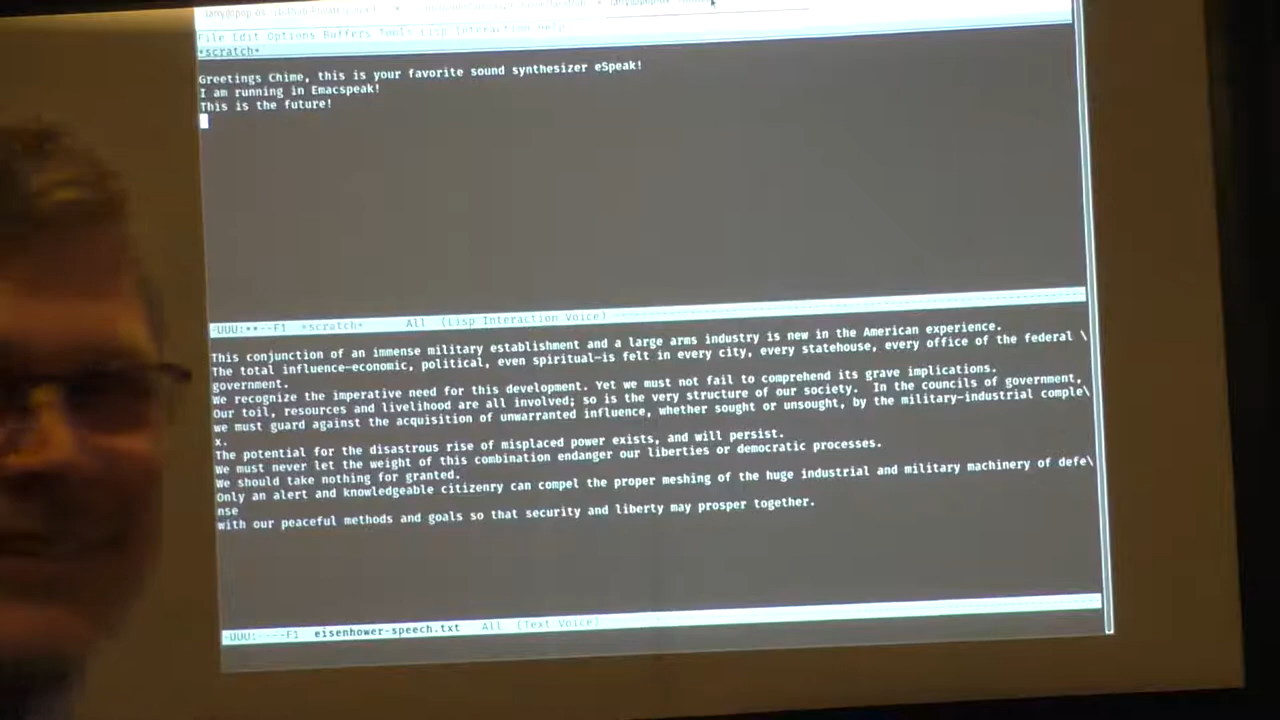 File Edit Options Buffers Tools Lisp Interaction Help
*scratch*
Greetings Chime, this is your favorite sound synthesizer eSpeak!
I am running in Emacspeak!
This is the future!
-UUU:**--F1 *scratch* All (Lisp Interaction Voice)
This conjunction of an immense military establishment and a large arms industry is new in the American experience.
The total influence-economic, political, even spiritual-is felt in every city, every statehouse, every office of the federal \
government.
We recognize the imperative need for this development. Yet we must not fail to comprehend its grave implications.
Our toil, resources and livelihood are all involved; so is the very structure of our society. In the councils of government,
we must guard against the acquisition of unwarranted influence, whether sought or unsought, by the military-industrial comple\
x.
The potential for the disastrous rise of misplaced power exists, and will persist.
We must never let the weight of this combination endanger our liberties or democratic processes.
We should take nothing for granted.
Only an alert and knowledgeable citizenry can compel the proper meshing of the huge industrial and military machinery of defe\
nse
with our peaceful methods and goals so that security and liberty may prosper together.
-UUU:----F1 eisenhower-speech.txt All (Text Voice)